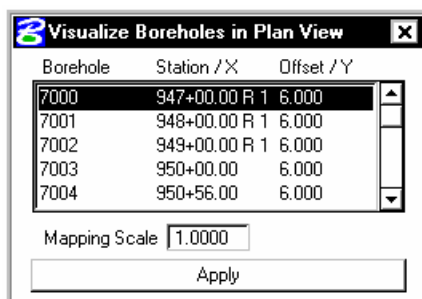 Visualize Boreholes in Plan View
Borehole Station / X Offset / Y
7000 947+00.00 R 1 6.000
7001 948+00.00 R 1 6.000
7002 949+00.00 R 1 6.000
7003 950+00.00 6.000
7004 950+56.00 6.000
Mapping Scale 1.0000
Apply